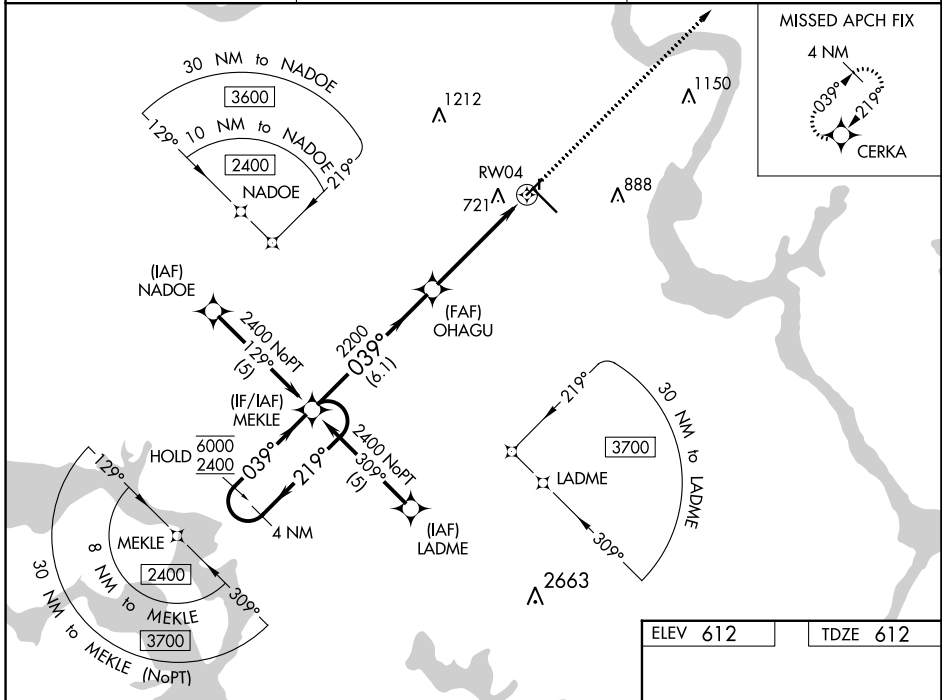 MISSED APCH FIX
4 NM
039°
219°
CERKA
30 NM to NADOE
3600
10 NM to NADOE
2400
129°
219°
NADOE
1212
1150
RW04
721
888
(IAF)
NADOE
2400 NoPT
129°
(5)
(FAF)
OHAGU
2200
039°
(6.1)
(IF/IAF)
MEKLE
HOLD
6000
2400
039°
219°
4 NM
2400 NoPT
309°
(5)
(IAF)
LADME
219°
30 NM to LADME
3700
LADME
309°
129°
MEKLE
2400
8 NM to MEKLE
309°
3700
30 NM to MEKLE (NoPT)
2663
ELEV 612
TDZE 612